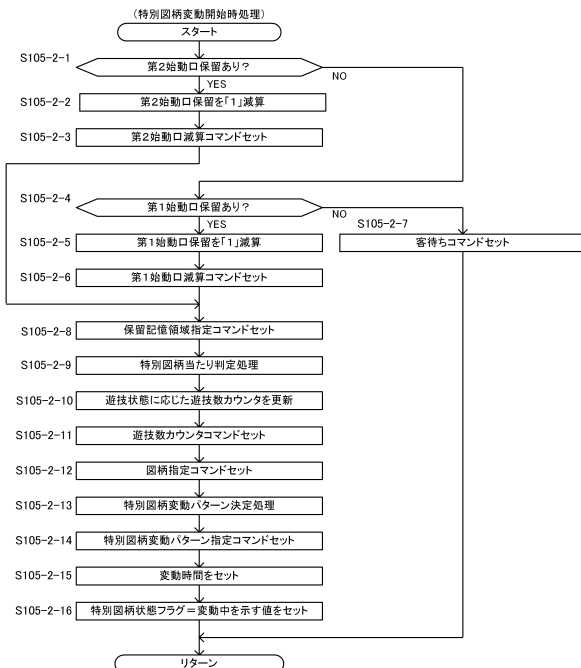 (特別図柄変動開始時処理)
スタート
S105-2-1
第2始動口保留あり?
NO
YES
S105-2-2
第2始動口保留を「1」減算
S105-2-3
第2始動口減算コマンドセット
S105-2-4
第1始動口保留あり?
NO
YES
S105-2-7
S105-2-5
第1始動口保留を「1」減算
客待ちコマンドセット
S105-2-6
第1始動口減算コマンドセット
S105-2-8
保留記憶領域指定コマンドセット
S105-2-9
特別図柄当たり判定処理
S105-2-10
遊技状態に応じた遊技数カウンタを更新
S105-2-11
遊技数カウンタコマンドセット
S105-2-12
図柄指定コマンドセット
S105-2-13
特別図柄変動パターン決定処理
S105-2-14
特別図柄変動パターン指定コマンドセット
S105-2-15
変動時間をセット
S105-2-16
特別図柄状態フラグ=変動中を示す値をセット
リターン